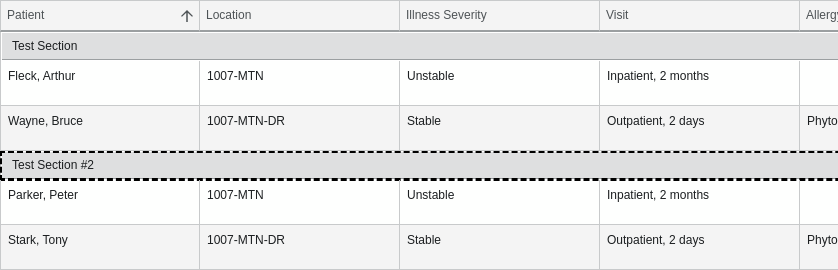 Patient Location Illness Severity Visit Allergy
Test Section
Fleck, Arthur 1007-MTN Unstable Inpatient, 2 months
Wayne, Bruce 1007-MTN-DR Stable Outpatient, 2 days Phyto
Test Section #2
Parker, Peter 1007-MTN Unstable Inpatient, 2 months
Stark, Tony 1007-MTN-DR Stable Outpatient, 2 days Phyto